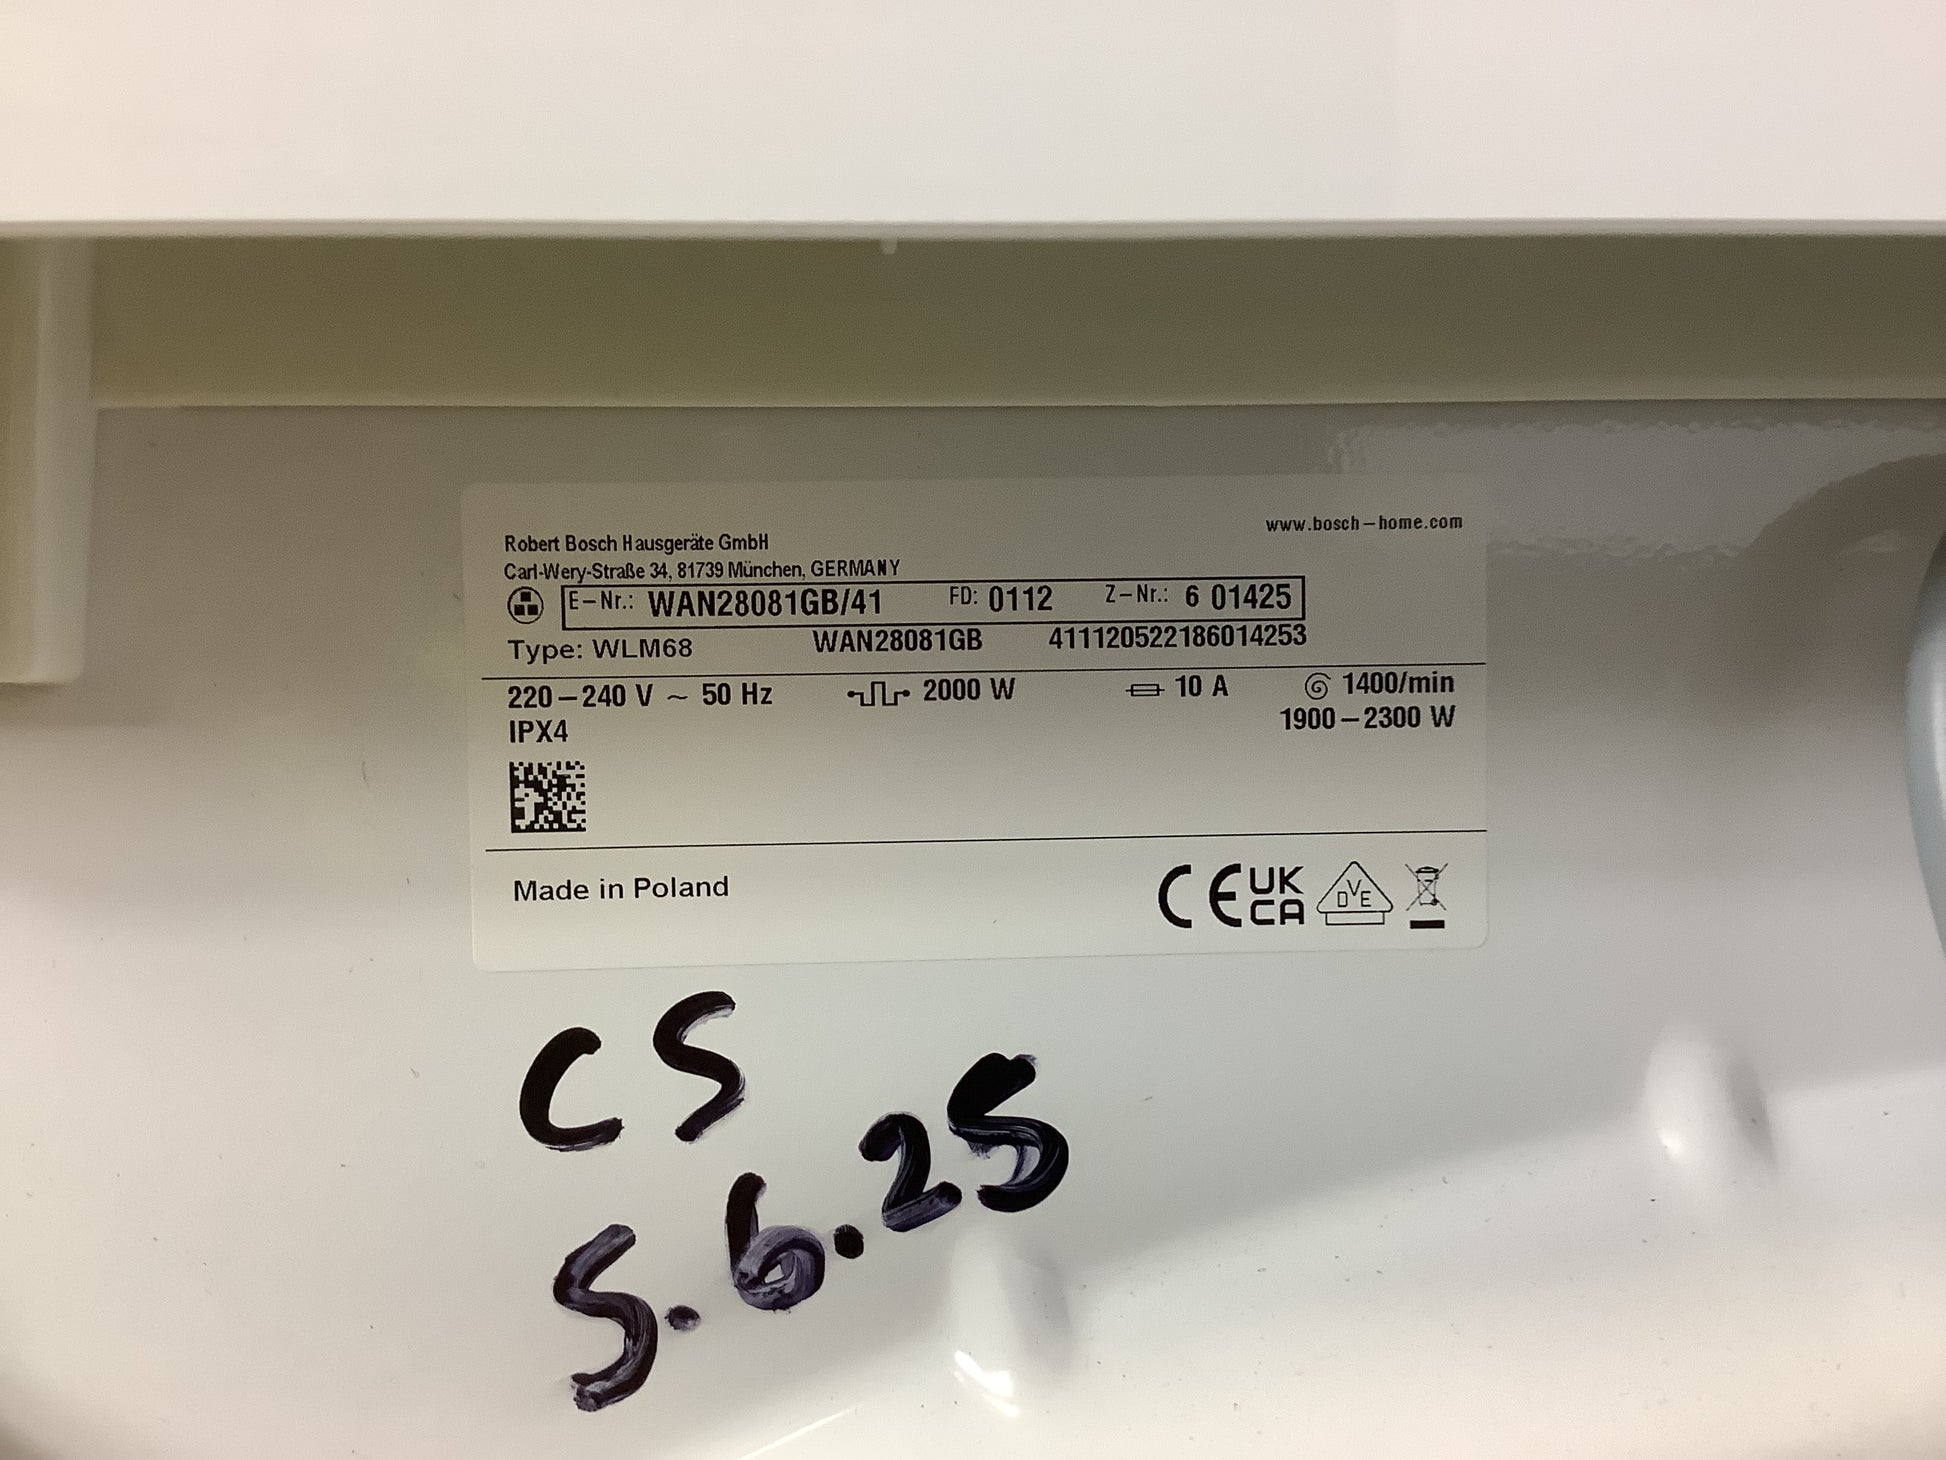 www.bosch-home.com
Robert Bosch Hausgeräte GmbH
Carl-Wery-Straße 34, 81739 München, GERMANY
E-Nr.: WAN28081GB/41 FD: 0112 Z-Nr.: 6 01425
Type: WLM68 WAN28081GB 411120522186014253
220-240 V ~ 50 Hz 2000 W 10 A 1400/min
IPX4 1900-2300 W
Made in Poland CE UK CA DVE
CS
5.6.25